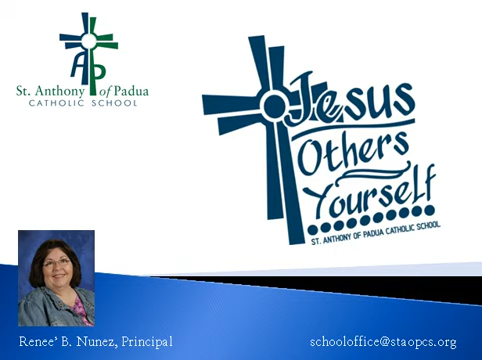 AP
St. Anthony of Padua
CATHOLIC SCHOOL
Jesus
Others
Yourself
ST. ANTHONY OF PADUA CATHOLIC SCHOOL
Renee' B. Nunez, Principal
schooloffice@staopcs.org